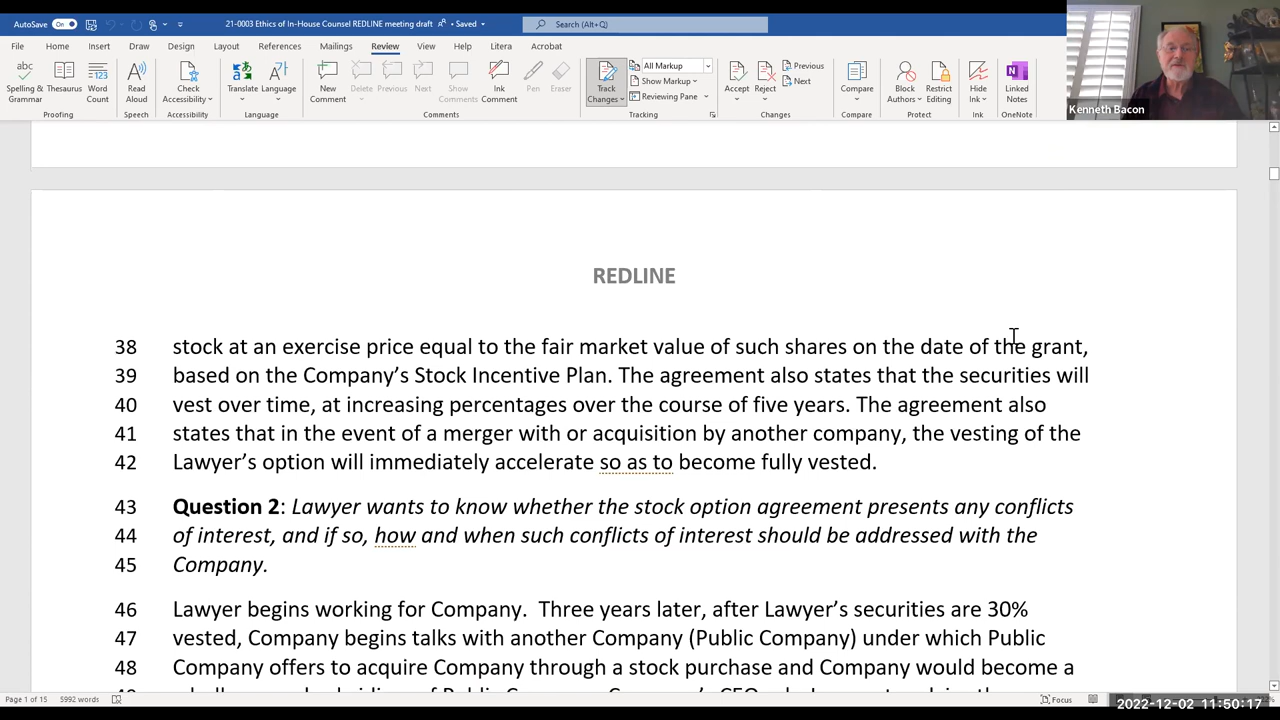 AutoSave On 21-0003 Ethics of In-House Counsel REDLINE meeting draft • Saved Search (Alt+Q)
File Home Insert Draw Design Layout References Mailings Review View Help Litera Acrobat
Spelling & Grammar Thesaurus Word Count Read Aloud Check Accessibility Translate Language New Comment Delete Previous Next Show Comments Ink Comment Pen Eraser Track Changes All Markup Show Markup Reviewing Pane Accept Reject Previous Next Compare Block Authors Restrict Editing Hide Ink Linked Notes
Proofing Speech Accessibility Language Comments Tracking Changes Compare Protect Ink OneNote
Kenneth Bacon
REDLINE
38 stock at an exercise price equal to the fair market value of such shares on the date of the grant,
39 based on the Company's Stock Incentive Plan. The agreement also states that the securities will
40 vest over time, at increasing percentages over the course of five years. The agreement also
41 states that in the event of a merger with or acquisition by another company, the vesting of the
42 Lawyer's option will immediately accelerate so as to become fully vested.
43 Question 2: Lawyer wants to know whether the stock option agreement presents any conflicts
44 of interest, and if so, how and when such conflicts of interest should be addressed with the
45 Company.
46 Lawyer begins working for Company.  Three years later, after Lawyer's securities are 30%
47 vested, Company begins talks with another Company (Public Company) under which Public
48 Company offers to acquire Company through a stock purchase and Company would become a
Page 1 of 15 5992 words Focus
2022-12-02 11:50:17